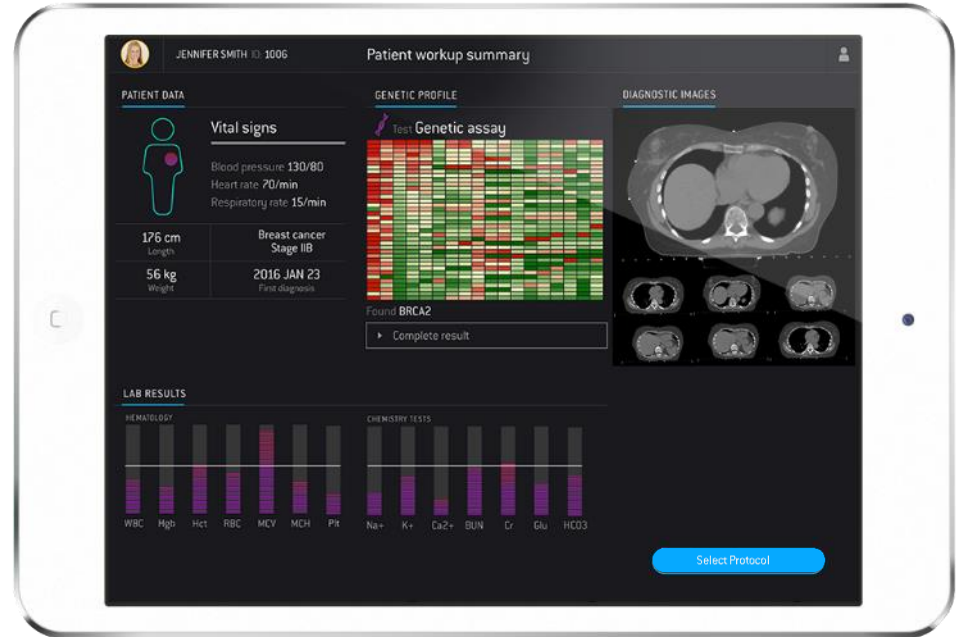 JENNIFER SMITH ID: 1006
Patient workup summary
PATIENT DATA
Vital signs
Blood pressure 130/80
Heart rate 70/min
Respiratory rate 15/min
176 cm
Length
Breast cancer
Stage IIB
56 kg
Weight
2016 JAN 23
First diagnosis
GENETIC PROFILE
Test Genetic assay
Found BRCA2
Complete result
DIAGNOSTIC IMAGES
LAB RESULTS
HEMATOLOGY
WBC Hgb Hct RBC MCV MCH Plt
CHEMISTRY TESTS
Na+ K+ Ca2+ BUN Cr Glu HCO3
Select Protocol